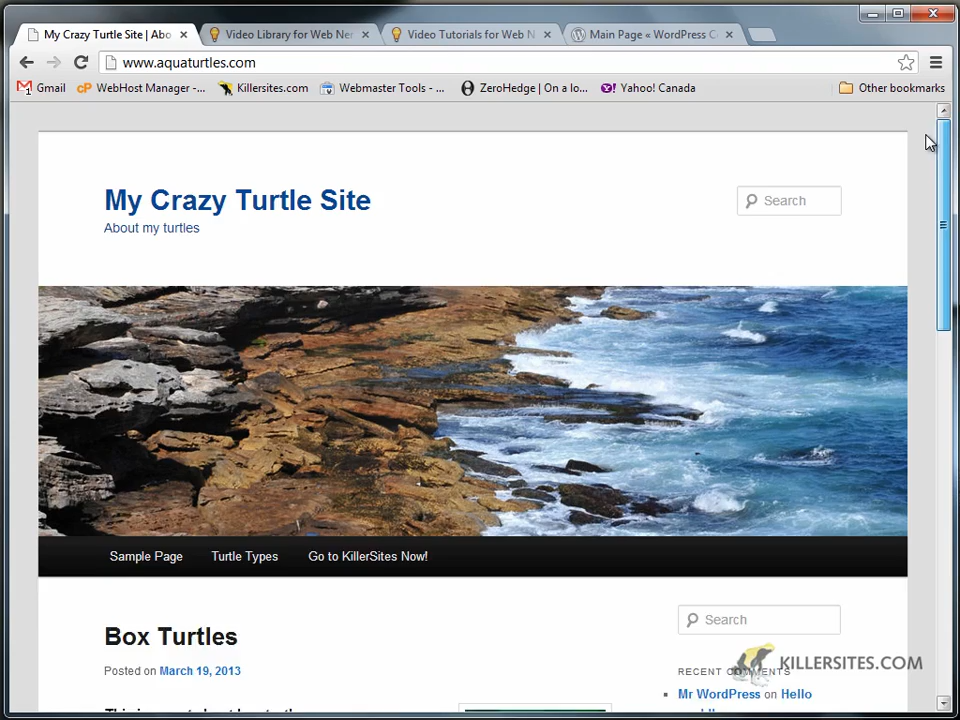 My Crazy Turtle Site | Abo
Video Library for Web Ner
Video Tutorials for Web N
Main Page « WordPress C
www.aquaturtles.com
Gmail
cP WebHost Manager -...
Killersites.com
Webmaster Tools - ...
ZeroHedge | On a lo...
Y! Yahoo! Canada
Other bookmarks
My Crazy Turtle Site
About my turtles
Search
Sample Page
Turtle Types
Go to KillerSites Now!
Box Turtles
Posted on March 19, 2013
Search
RECENT COMMENTS
KILLERSITES.COM
Mr WordPress on Hello